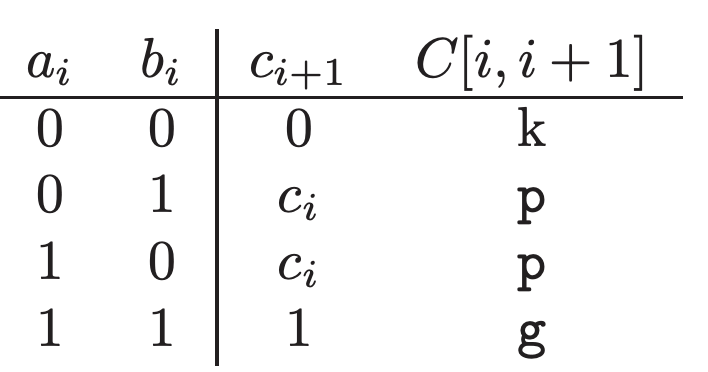 a_i b_i c_{i+1} C[i, i + 1]
0 0 0 k
0 1 c_i p
1 0 c_i p
1 1 1 g